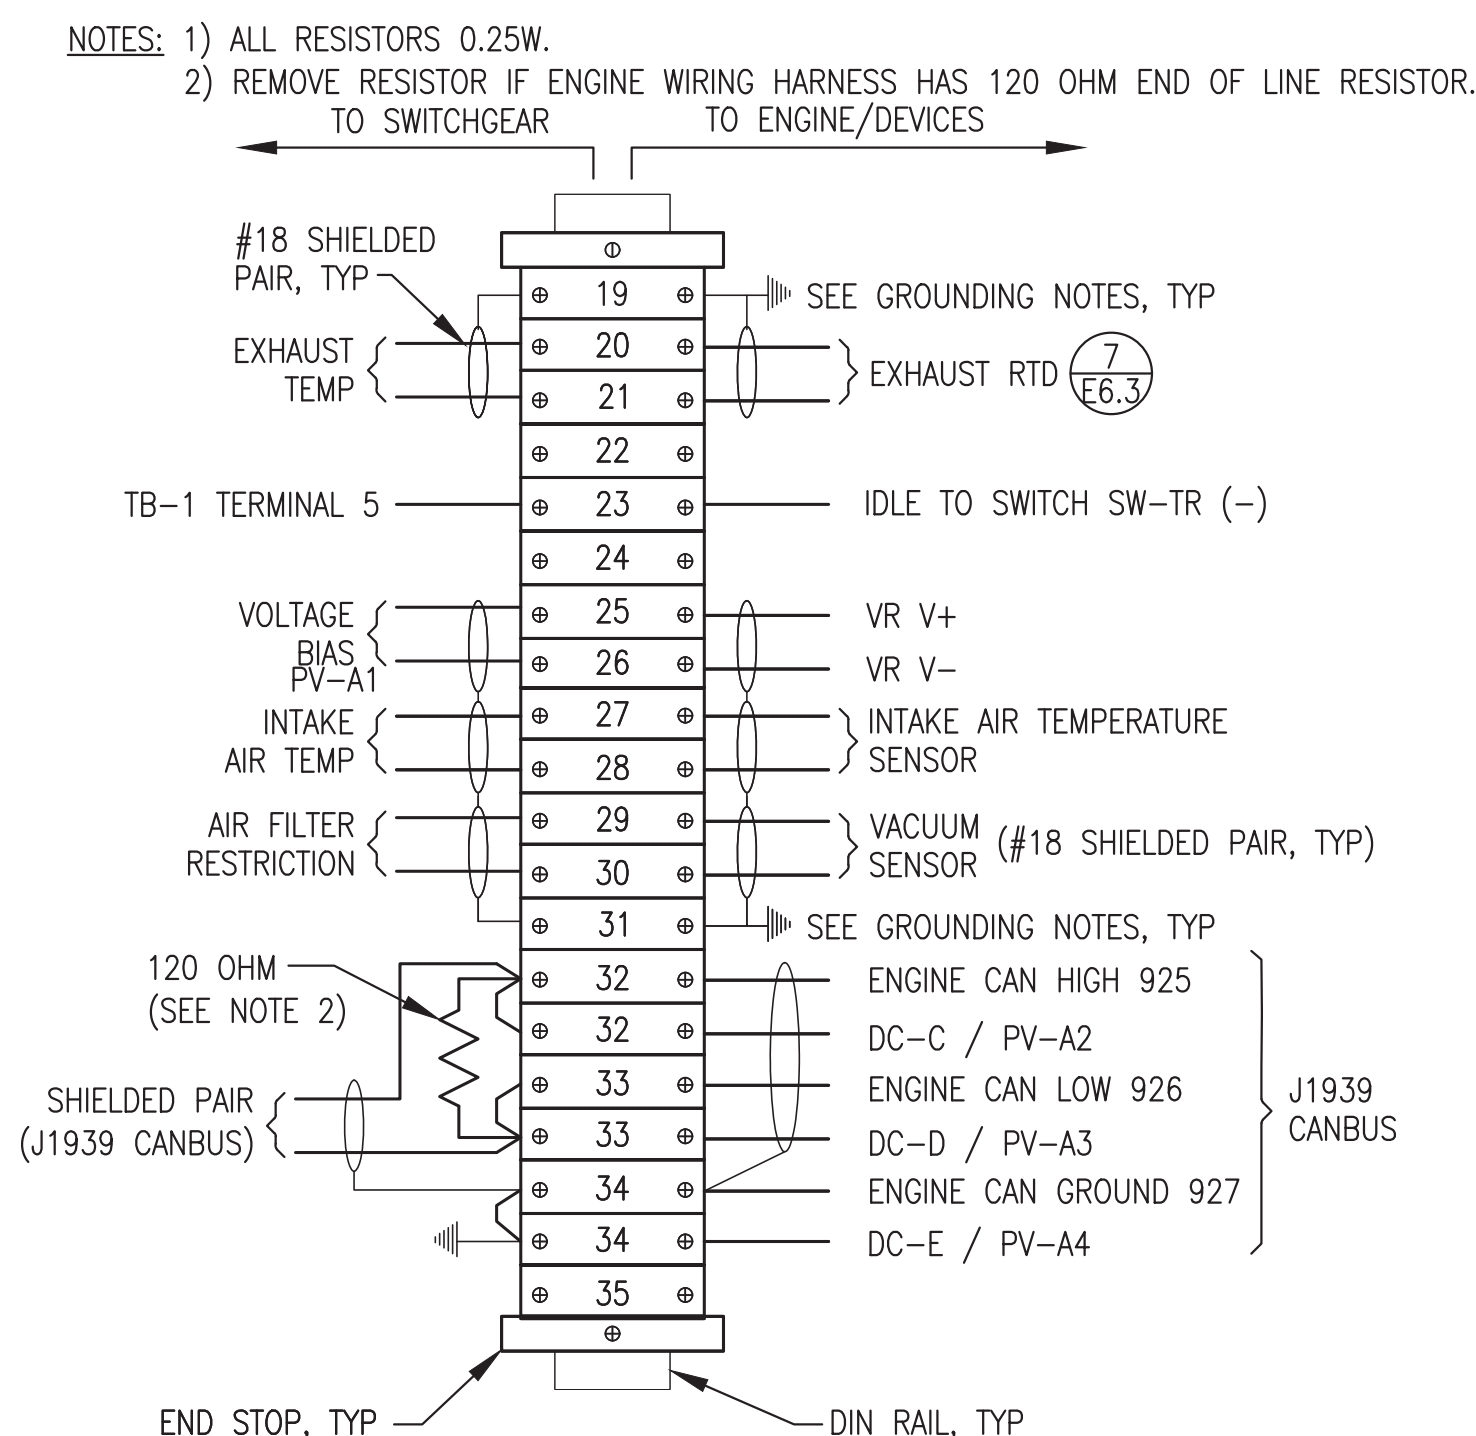 NOTES: 1) ALL RESISTORS 0.25W.
2) REMOVE RESISTOR IF ENGINE WIRING HARNESS HAS 120 OHM END OF LINE RESISTOR.
TO SWITCHGEAR
TO ENGINE/DEVICES
#18 SHIELDED
PAIR, TYP
19
SEE GROUNDING NOTES, TYP
EXHAUST
TEMP
20
21
EXHAUST RTD
7
E6.3
22
TB-1 TERMINAL 5
23
IDLE TO SWITCH SW-TR (-)
24
VOLTAGE
BIAS
PV-A1
25
VR V+
26
VR V-
INTAKE
AIR TEMP
27
28
INTAKE AIR TEMPERATURE
SENSOR
AIR FILTER
RESTRICTION
29
30
VACUUM
SENSOR
(#18 SHIELDED PAIR, TYP)
31
SEE GROUNDING NOTES, TYP
120 OHM
(SEE NOTE 2)
32
ENGINE CAN HIGH 925
32
DC-C / PV-A2
33
ENGINE CAN LOW 926
SHIELDED PAIR
(J1939 CANBUS)
33
DC-D / PV-A3
J1939
CANBUS
34
ENGINE CAN GROUND 927
34
DC-E / PV-A4
35
END STOP, TYP
DIN RAIL, TYP